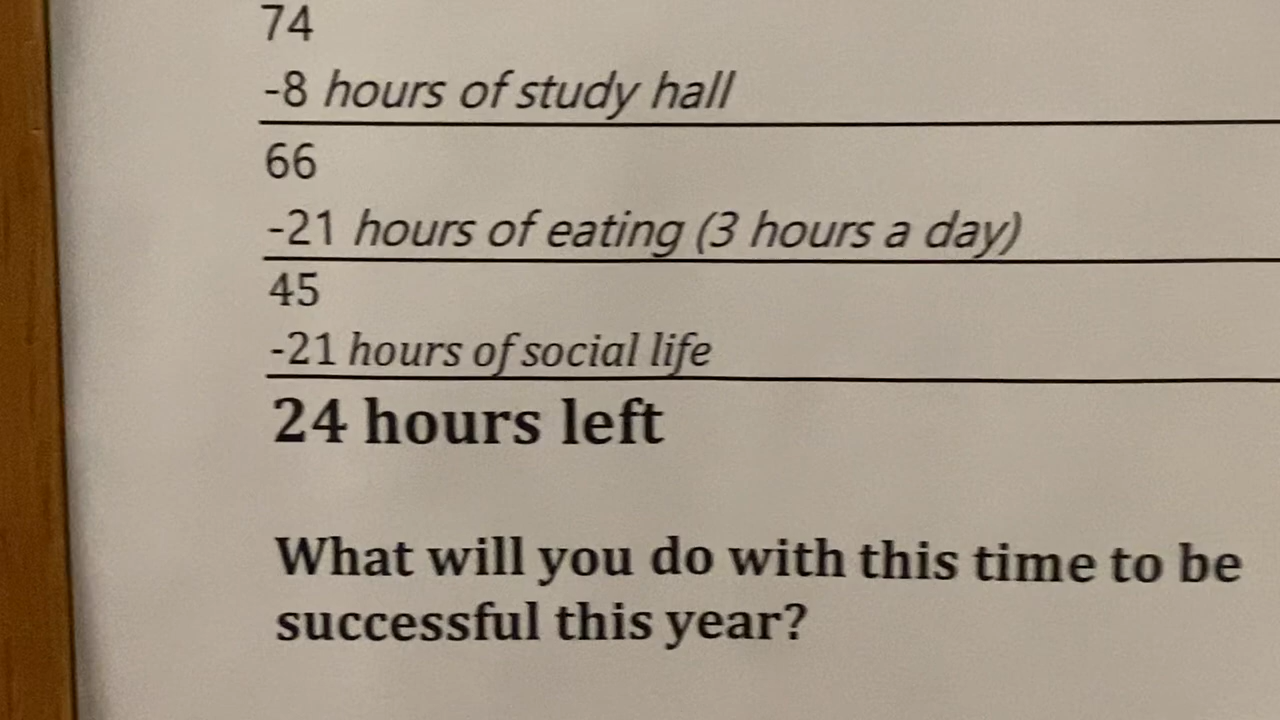 74
-8 hours of study hall
66
-21 hours of eating (3 hours a day)
45
-21 hours of social life
24 hours left
What will you do with this time to be
successful this year?